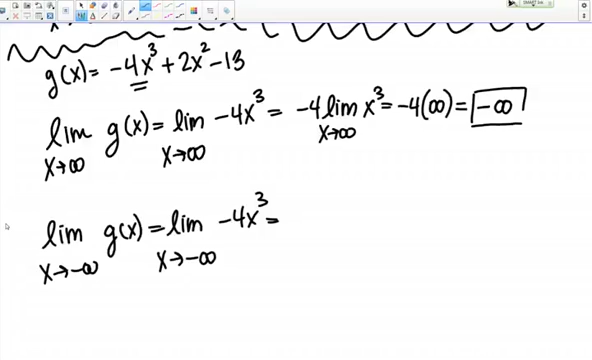 g(x) = -4x³ + 2x² - 13
lim g(x) = lim -4x³ = -4 lim x³ = -4(∞) = -∞
x→∞ x→∞ x→∞
lim g(x) = lim -4x³ =
x→-∞ x→-∞